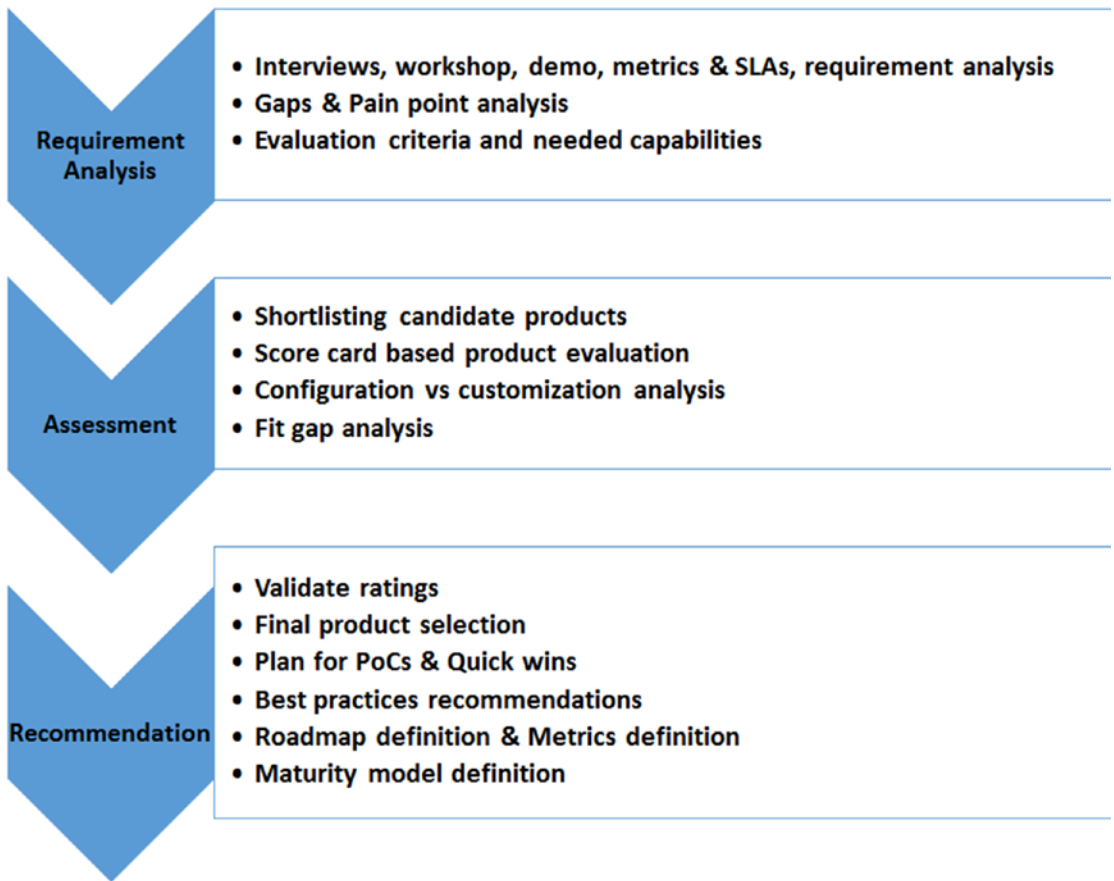 Requirement
Analysis
• Interviews, workshop, demo, metrics & SLAs, requirement analysis
• Gaps & Pain point analysis
• Evaluation criteria and needed capabilities
Assessment
• Shortlisting candidate products
• Score card based product evaluation
• Configuration vs customization analysis
• Fit gap analysis
Recommendation
• Validate ratings
• Final product selection
• Plan for PoCs & Quick wins
• Best practices recommendations
• Roadmap definition & Metrics definition
• Maturity model definition